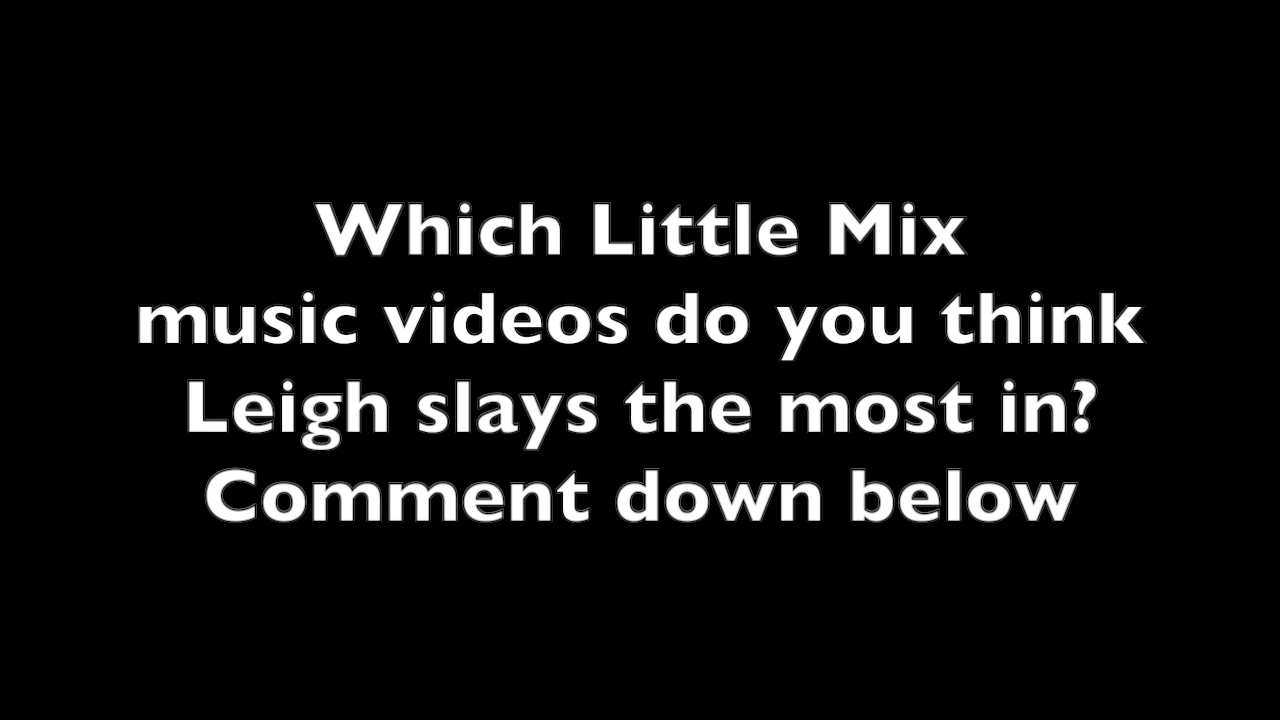 Which Little Mix
music videos do you think
Leigh slays the most in?
Comment down below